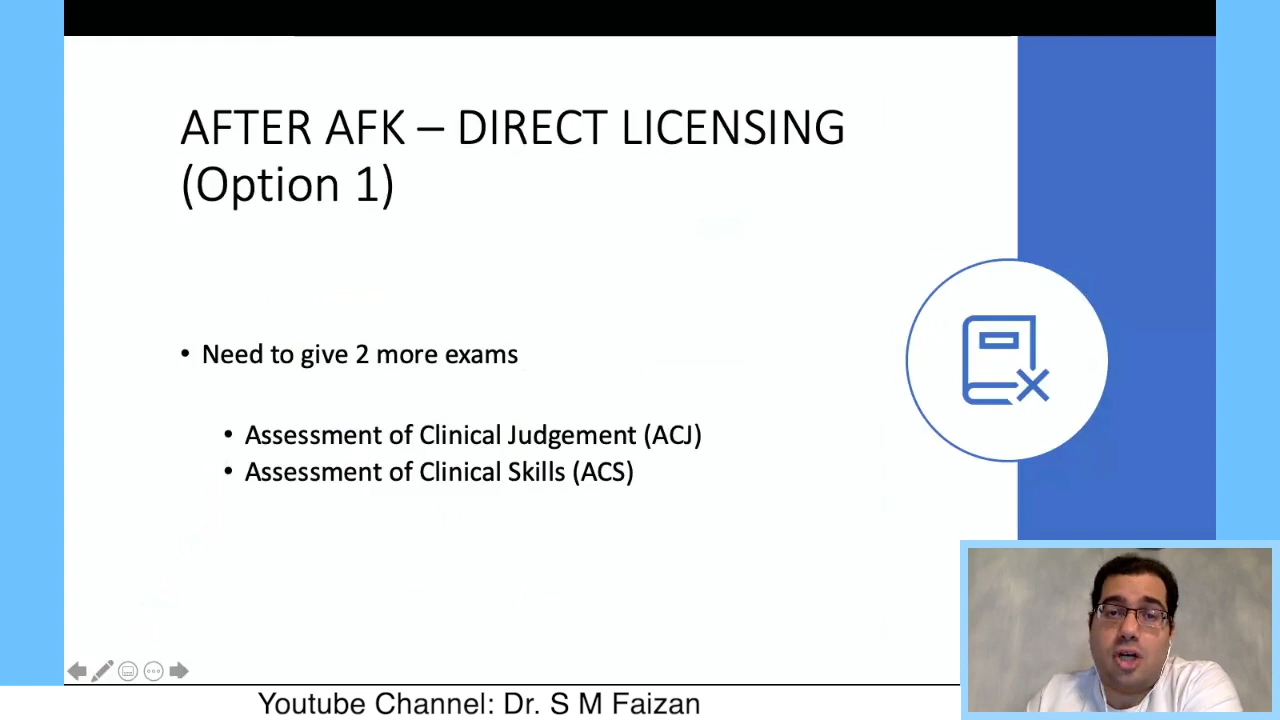 AFTER AFK – DIRECT LICENSING
(Option 1)
• Need to give 2 more exams
• Assessment of Clinical Judgement (ACJ)
• Assessment of Clinical Skills (ACS)
Youtube Channel: Dr. S M Faizan